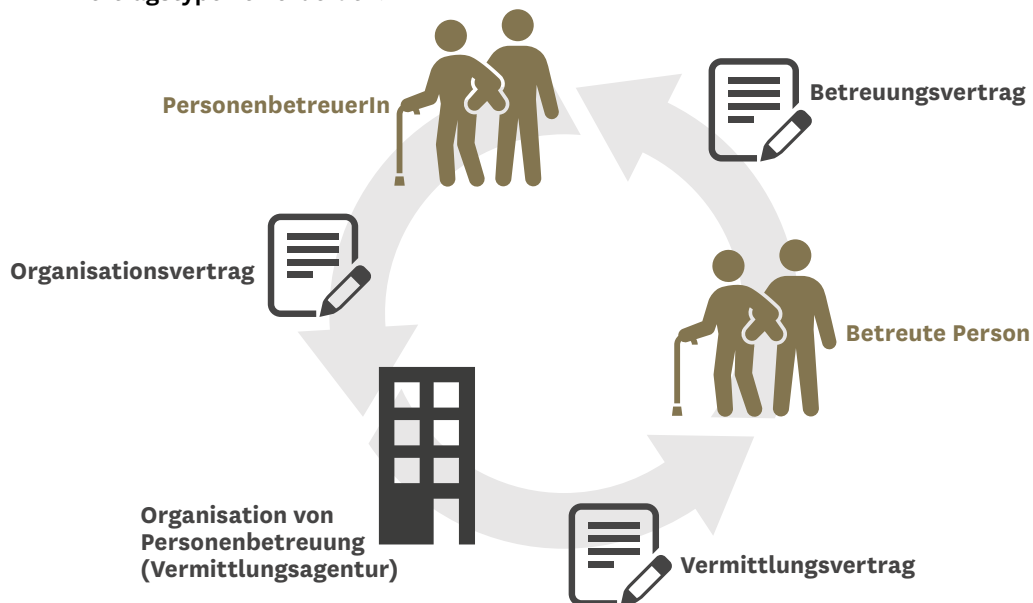 PersonenbetreuerIn
Betreuungsvertrag
Organisationsvertrag
Betreute Person
Organisation von
Personenbetreuung
(Vermittlungsagentur)
Vermittlungsvertrag